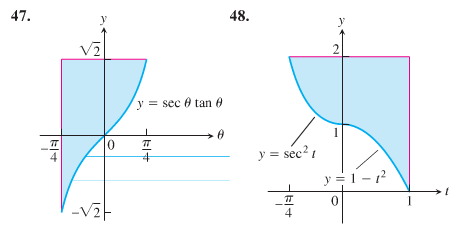 47.
y
√2
y = sec θ tan θ
θ
-π/4
0
π/4
-√2
48.
y
2
1
y = sec² t
y = 1 − t²
t
-π/4
0
1